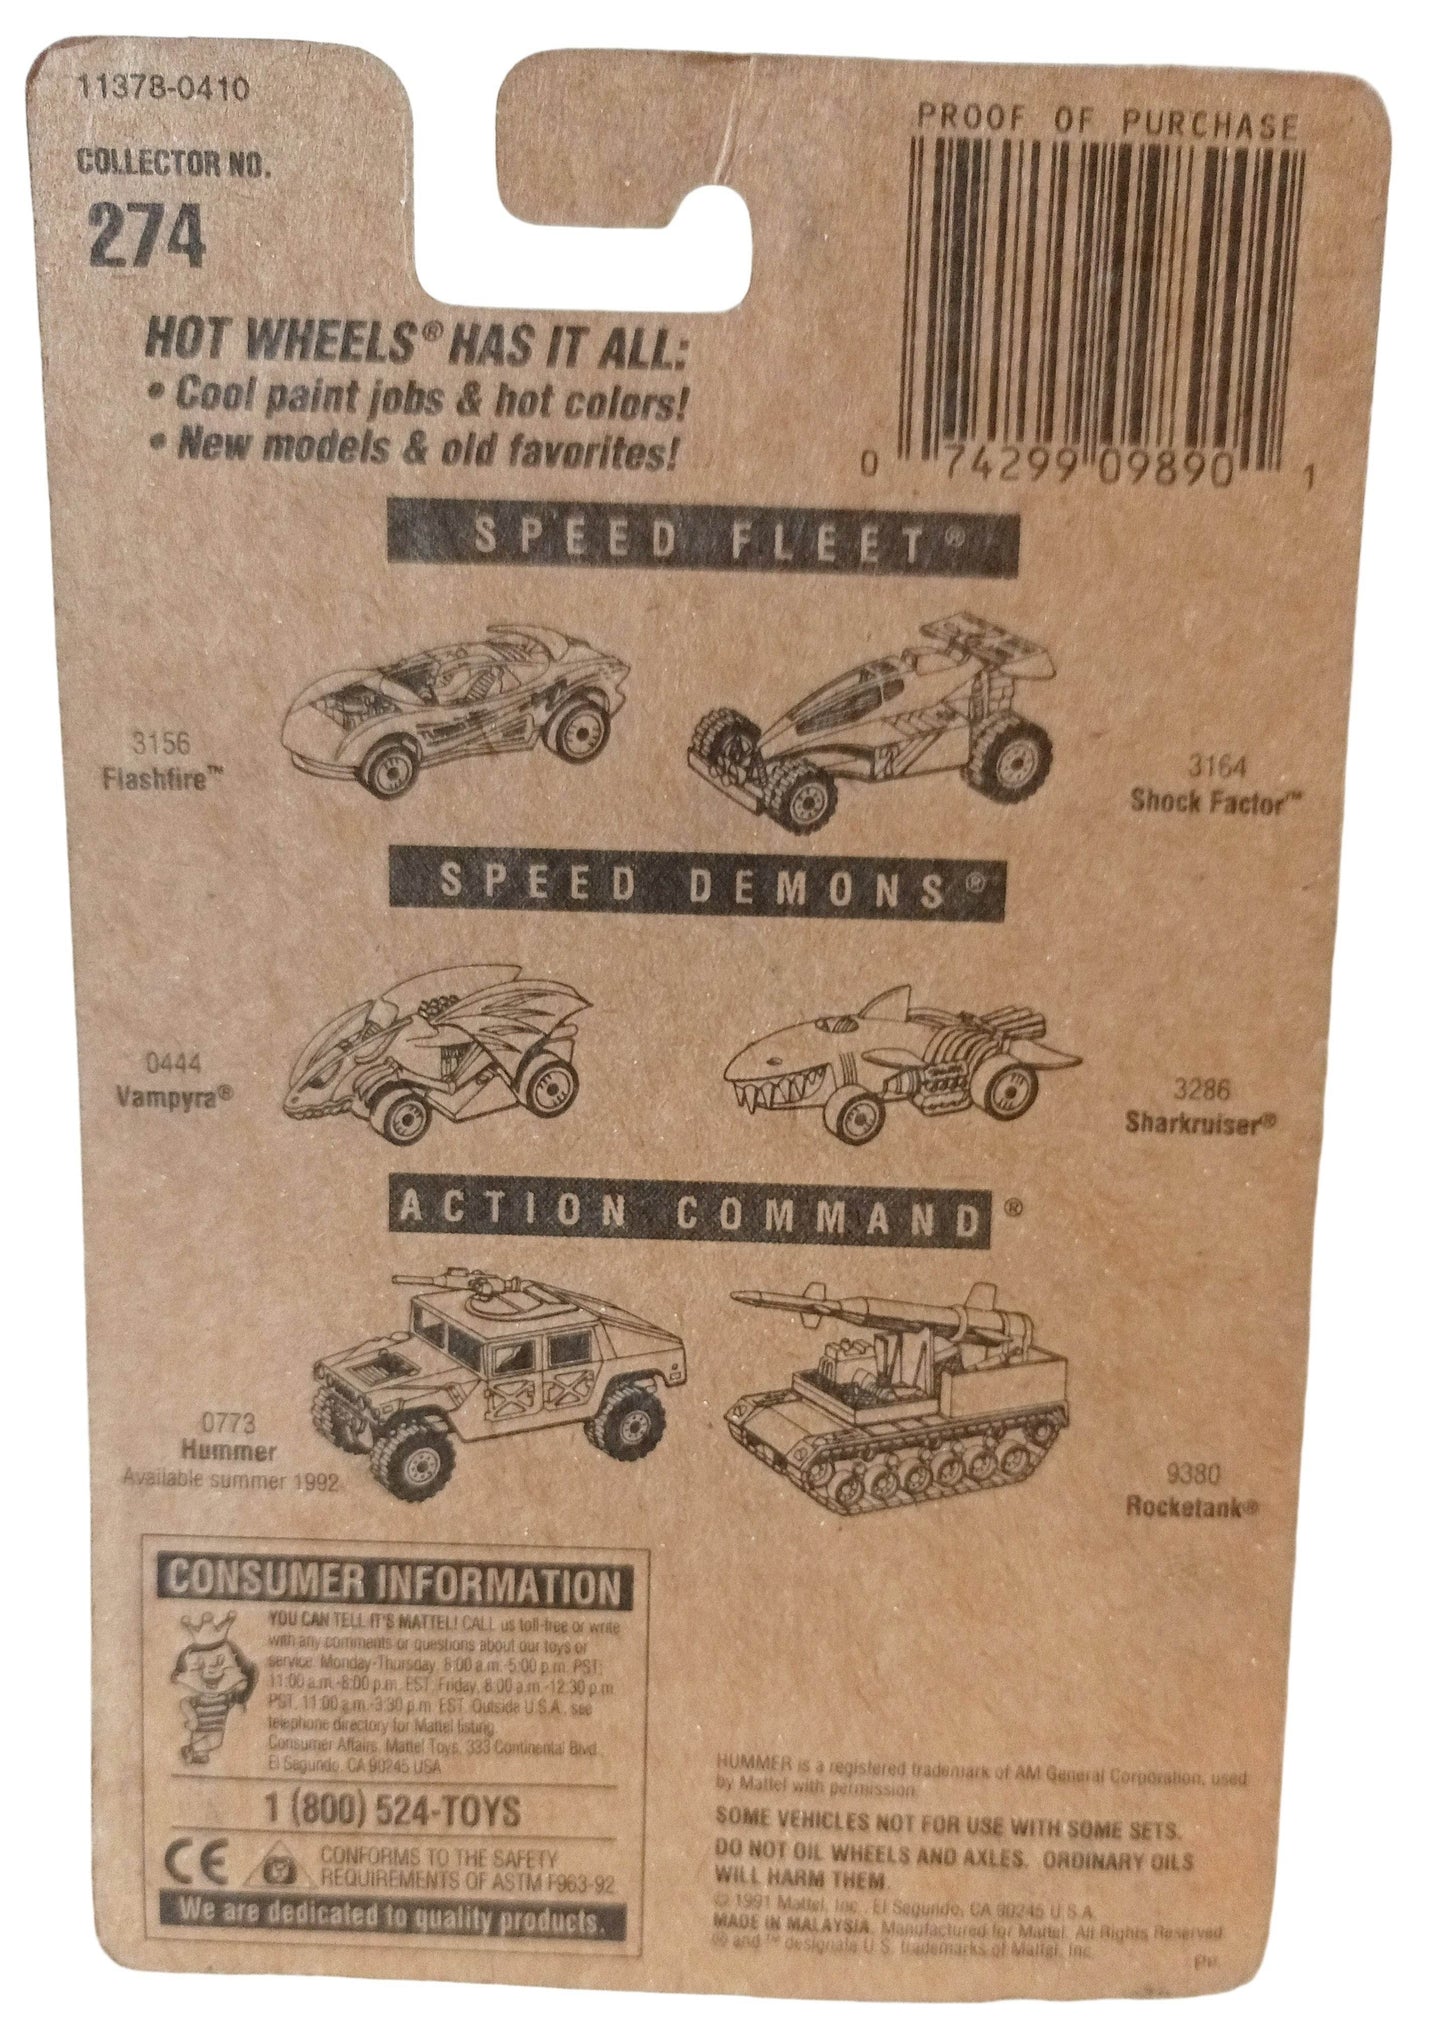 11378-0410
COLLECTOR NO.
274
PROOF OF PURCHASE
0 74299 09890 1
HOT WHEELS® HAS IT ALL:
• Cool paint jobs & hot colors!
• New models & old favorites!
SPEED FLEET®
3156
Flashfire™
3164
Shock Factor™
SPEED DEMONS®
0444
Vampyra®
3286
Sharkruiser®
ACTION COMMAND®
0773
Hummer
Available summer 1992
9380
Rocketank®
CONSUMER INFORMATION
YOU CAN TELL IT'S MATTEL! CALL us toll-free or write
with any comments or questions about our toys or
service. Monday-Thursday, 8:00 a.m.-5:00 p.m. PST;
11:00 a.m.-8:00 p.m. EST; Friday, 8:00 a.m.-12:30 p.m.
PST, 11:00 a.m.-3:30 p.m. EST. Outside U.S.A., see
telephone directory for Mattel listing.
Consumer Affairs, Mattel Toys, 333 Continental Blvd.,
El Segundo, CA 90245 USA
1 (800) 524-TOYS
CE
CONFORMS TO THE SAFETY
REQUIREMENTS OF ASTM F963-92
We are dedicated to quality products.
HUMMER is a registered trademark of AM General Corporation, used
by Mattel with permission.
SOME VEHICLES NOT FOR USE WITH SOME SETS.
DO NOT OIL WHEELS AND AXLES. ORDINARY OILS
WILL HARM THEM.
© 1991 Mattel, Inc., El Segundo, CA 90245 U.S.A.
MADE IN MALAYSIA. Manufactured for Mattel. All Rights Reserved.
® and ™ designate U.S. trademarks of Mattel, Inc.